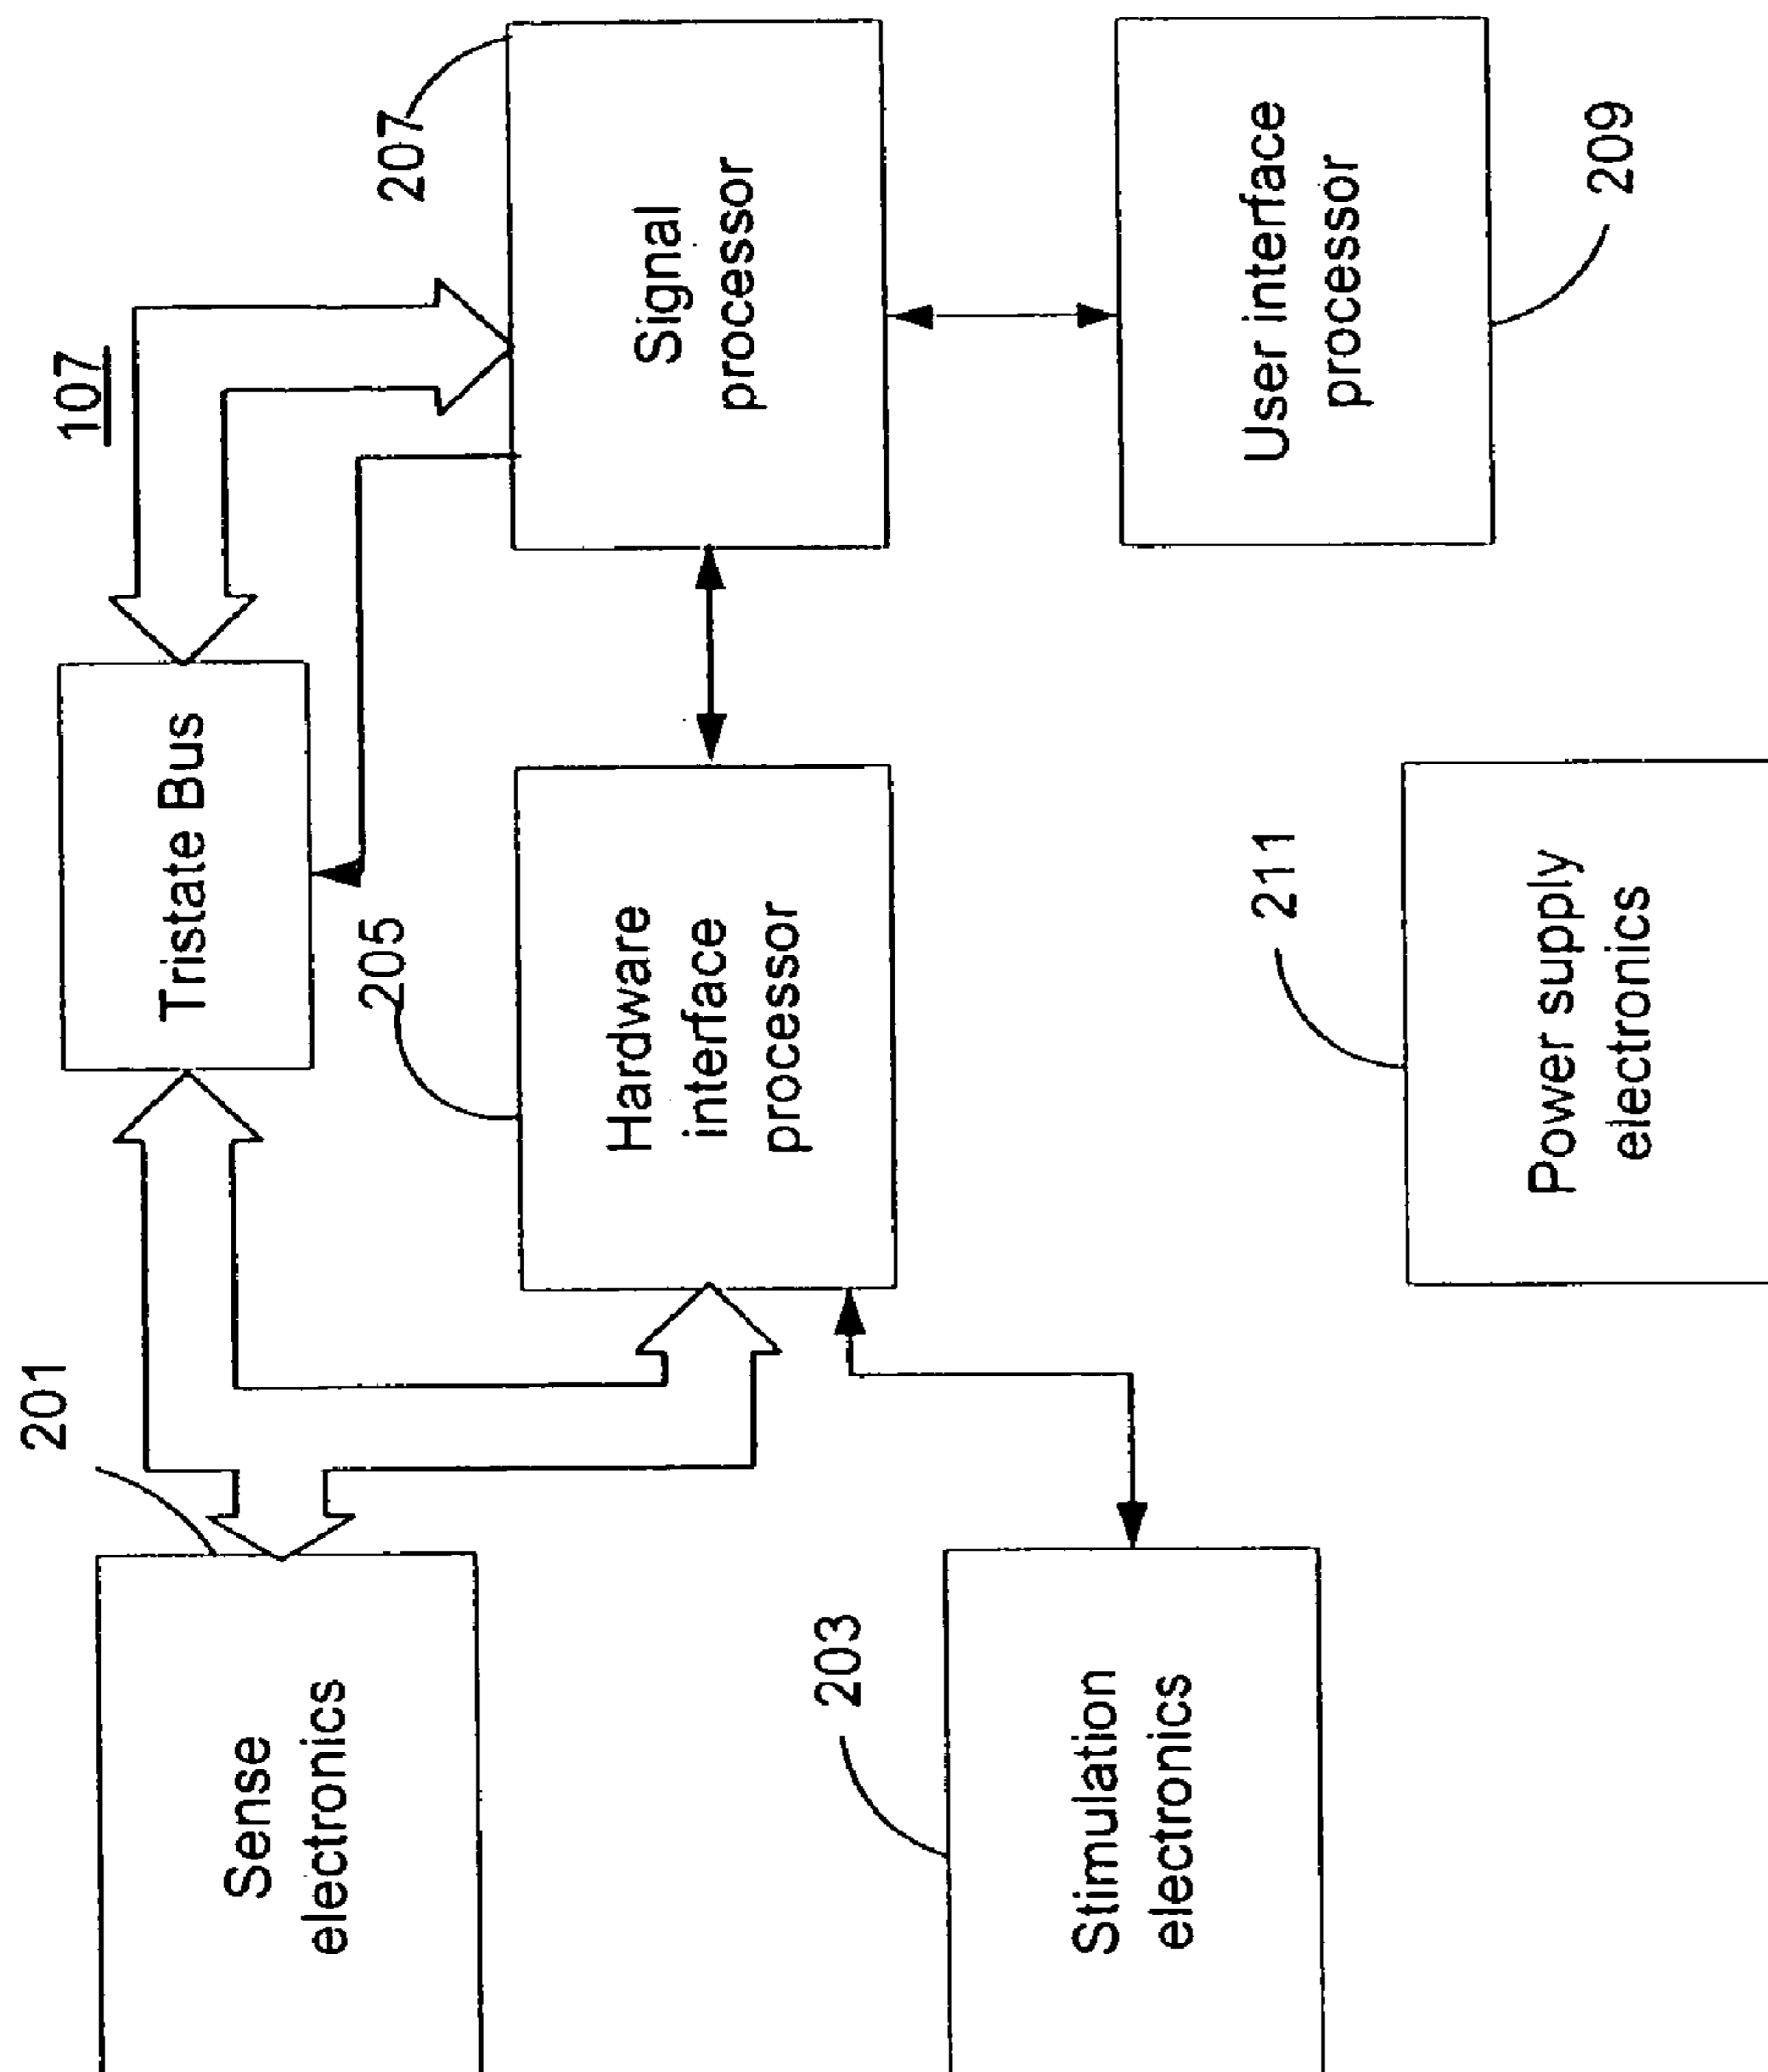 107
201
Sense
electronics
Tristate Bus
207
Signal
processor
205
Hardware
interface
processor
203
Stimulation
electronics
User interface
processor
209
211
Power supply
electronics